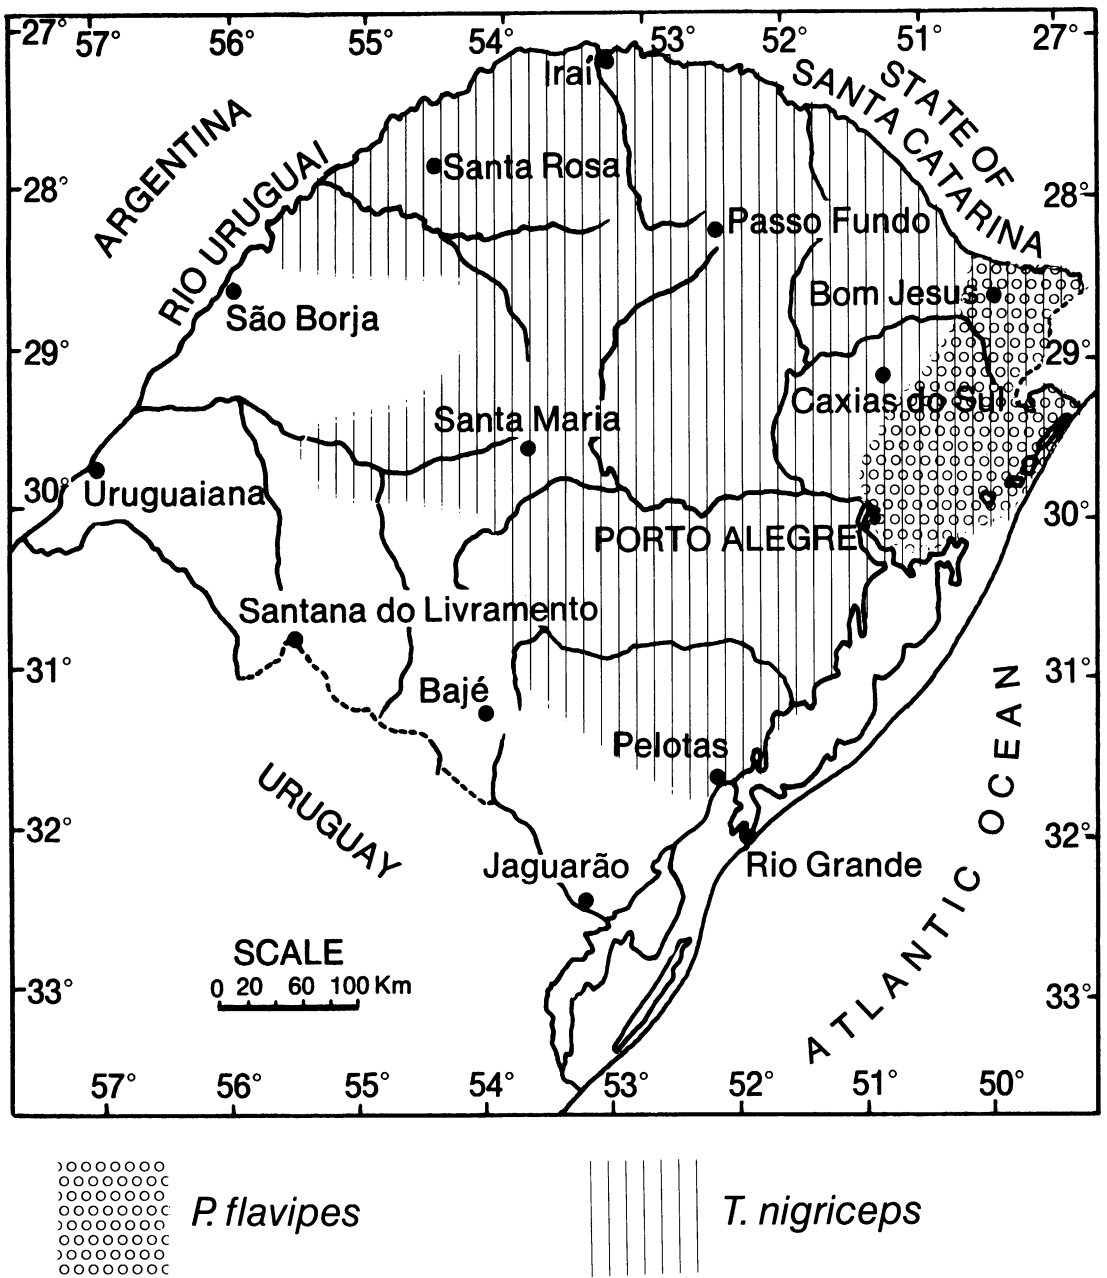 27° 57° 56° 55° 54° 53° 52° 51° 27°
Iraí
STATE OF
SANTA CATARINA
ARGENTINA
RIO URUGUAI
Santa Rosa
28° 28°
Passo Fundo
Bom Jesus
São Borja
29° 29°
Caxias do Sul
Santa Maria
30° Uruguaiana 30°
PORTO ALEGRE
Santana do Livramento
31° 31°
Bajé
Pelotas
URUGUAY
ATLANTIC OCEAN
32° 32°
Jaguarão
Rio Grande
SCALE
0 20 60 100 Km
33° 33°
57° 56° 55° 54° 53° 52° 51° 50°
P. flavipes
T. nigriceps